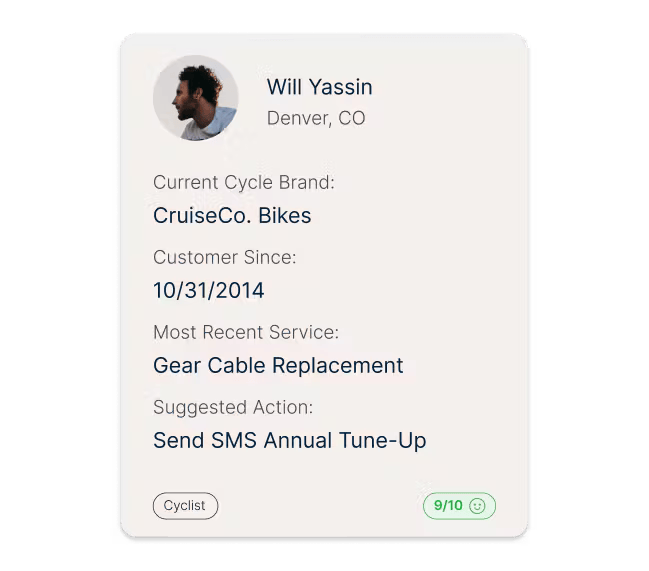 Will Yassin
Denver, CO
Current Cycle Brand:
CruiseCo. Bikes
Customer Since:
10/31/2014
Most Recent Service:
Gear Cable Replacement
Suggested Action:
Send SMS Annual Tune-Up
Cyclist
9/10